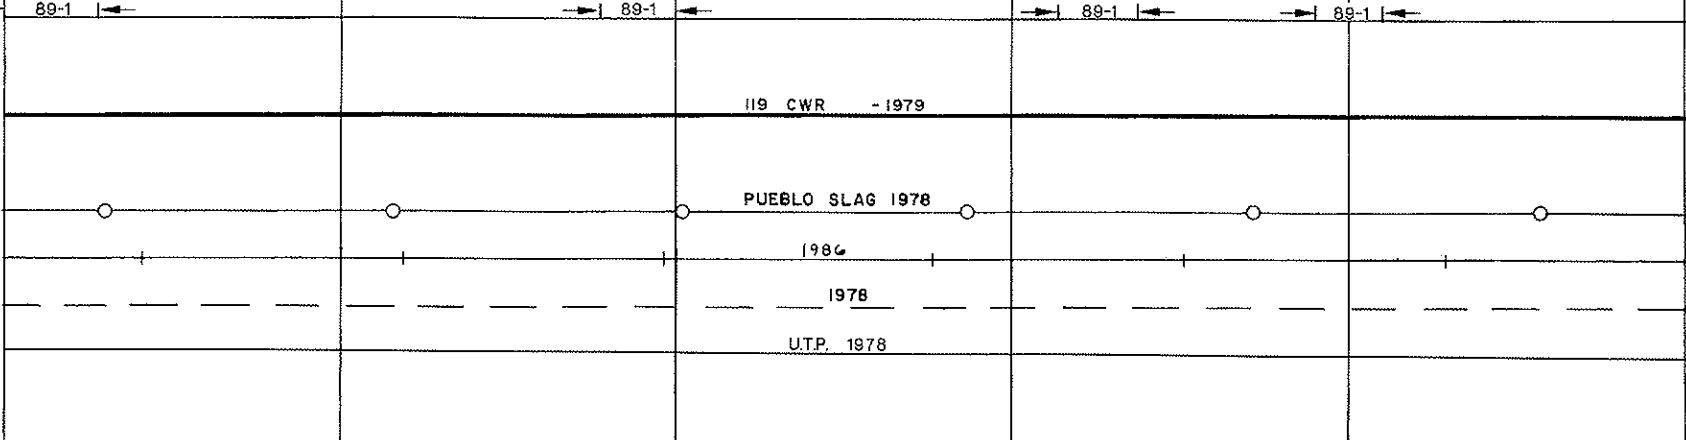 89-1 89-1 89-1 89-1
119 CWR - 1979
PUEBLO SLAG 1978
1986
1978
U.T.P. 1978